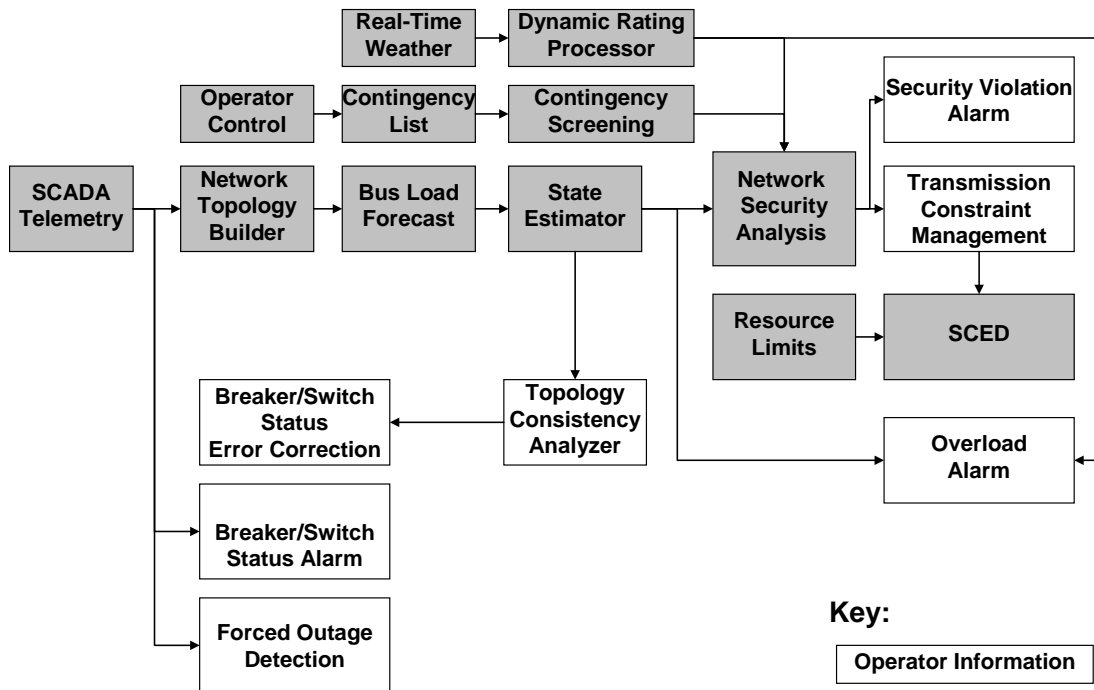 Real-Time
Weather
Dynamic Rating
Processor
Operator
Control
Contingency
List
Contingency
Screening
Security Violation
Alarm
SCADA
Telemetry
Network
Topology
Builder
Bus Load
Forecast
State
Estimator
Network
Security
Analysis
Transmission
Constraint
Management
Resource
Limits
SCED
Breaker/Switch
Status
Error Correction
Topology
Consistency
Analyzer
Overload
Alarm
Breaker/Switch
Status Alarm
Forced Outage
Detection
Key:
Operator Information